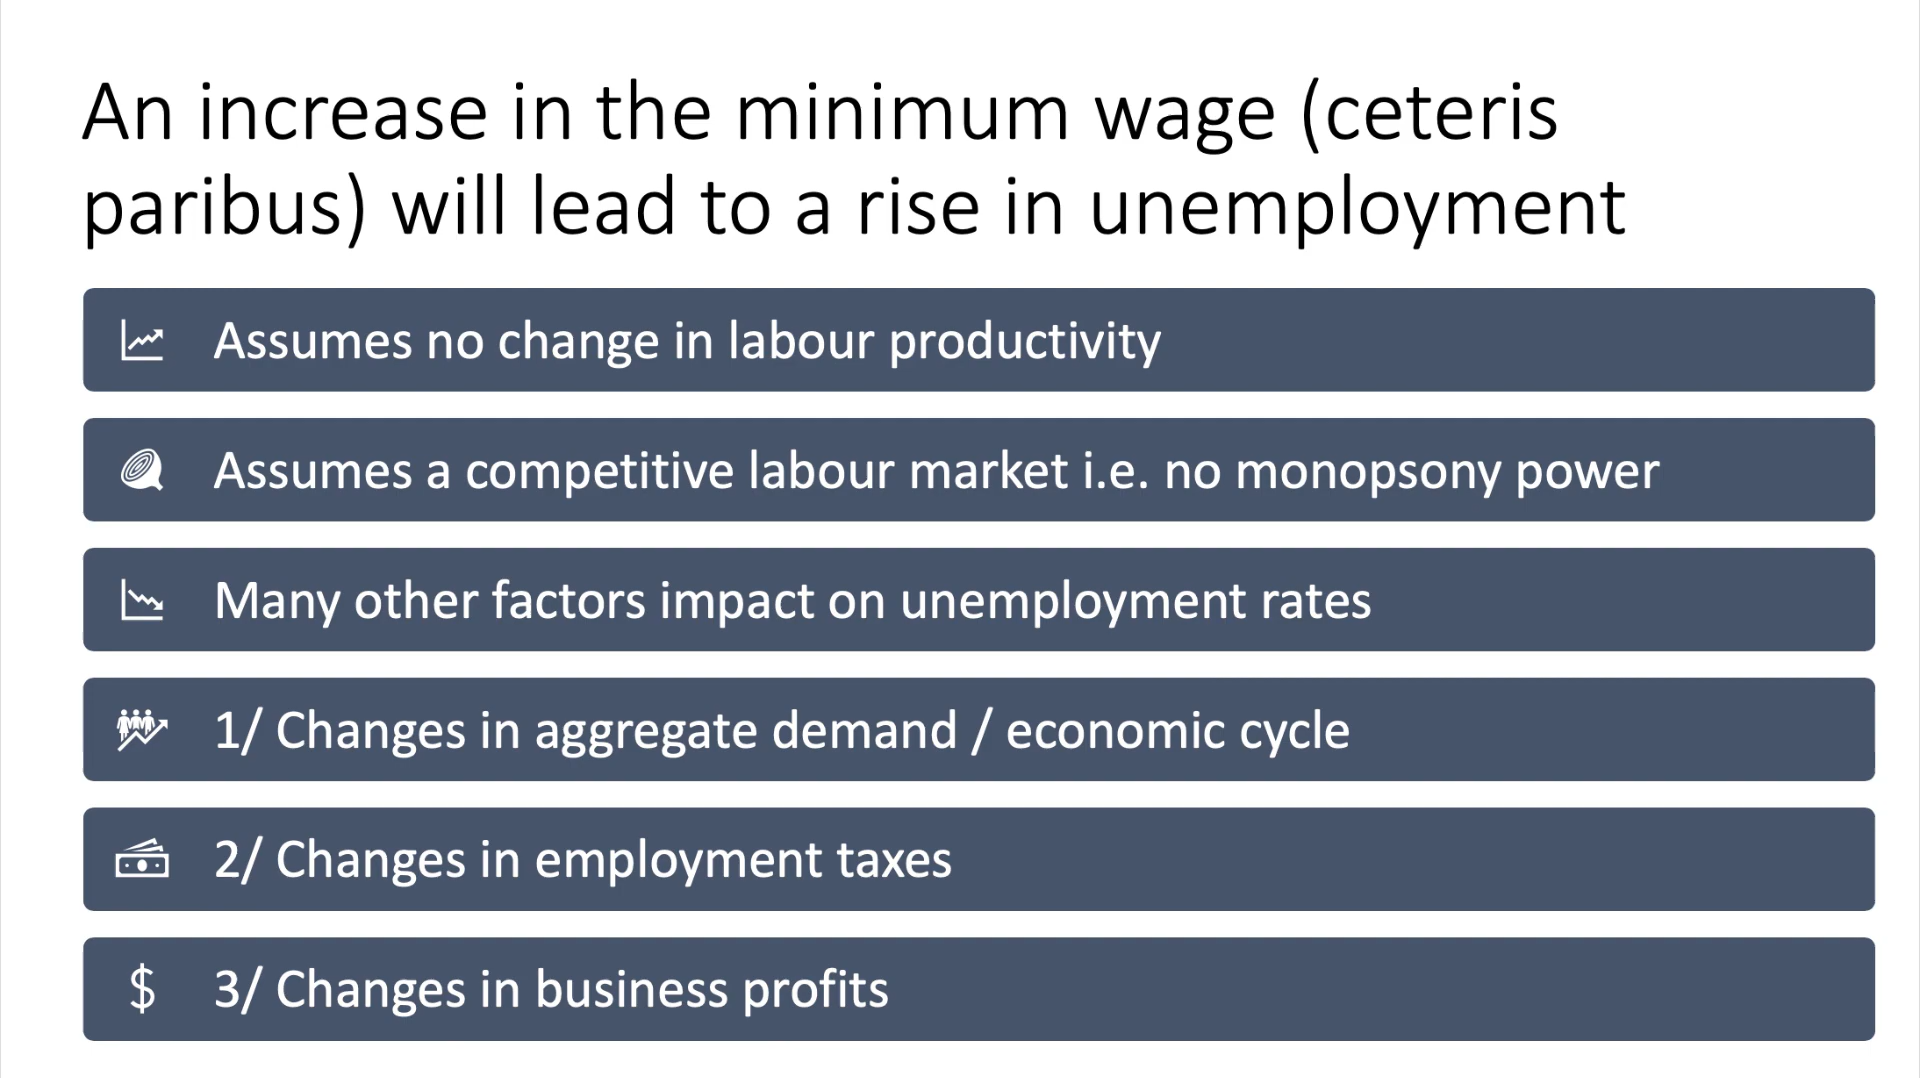 An increase in the minimum wage (ceteris
paribus) will lead to a rise in unemployment
Assumes no change in labour productivity
Assumes a competitive labour market i.e. no monopsony power
Many other factors impact on unemployment rates
1/ Changes in aggregate demand / economic cycle
2/ Changes in employment taxes
3/ Changes in business profits